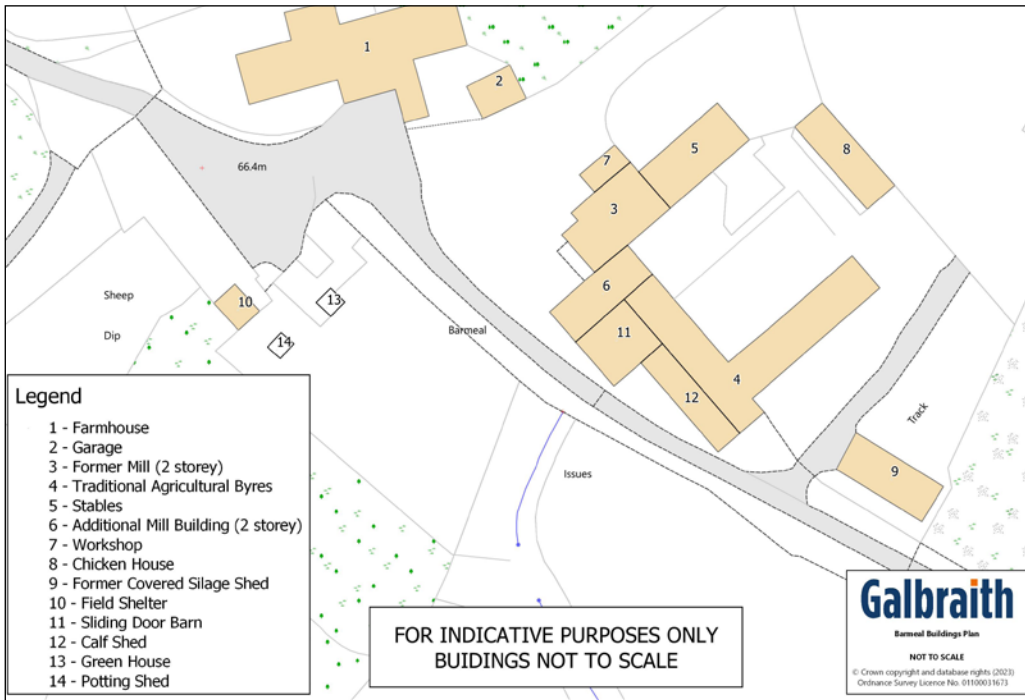 1
2
5
8
7
3
66.4m
6
10
13
Sheep
Barmeal
11
Dip
14
4
12
Track
Issues
9
Legend
1 - Farmhouse
2 - Garage
3 - Former Mill (2 storey)
4 - Traditional Agricultural Byres
5 - Stables
6 - Additional Mill Building (2 storey)
7 - Workshop
8 - Chicken House
9 - Former Covered Silage Shed
10 - Field Shelter
11 - Sliding Door Barn
12 - Calf Shed
13 - Green House
14 - Potting Shed
FOR INDICATIVE PURPOSES ONLY
BUIDINGS NOT TO SCALE
Galbraith
Barmeal Buildings Plan
NOT TO SCALE
© Crown copyright and database rights (2023)
Ordnance Survey Licence No. 01100031673